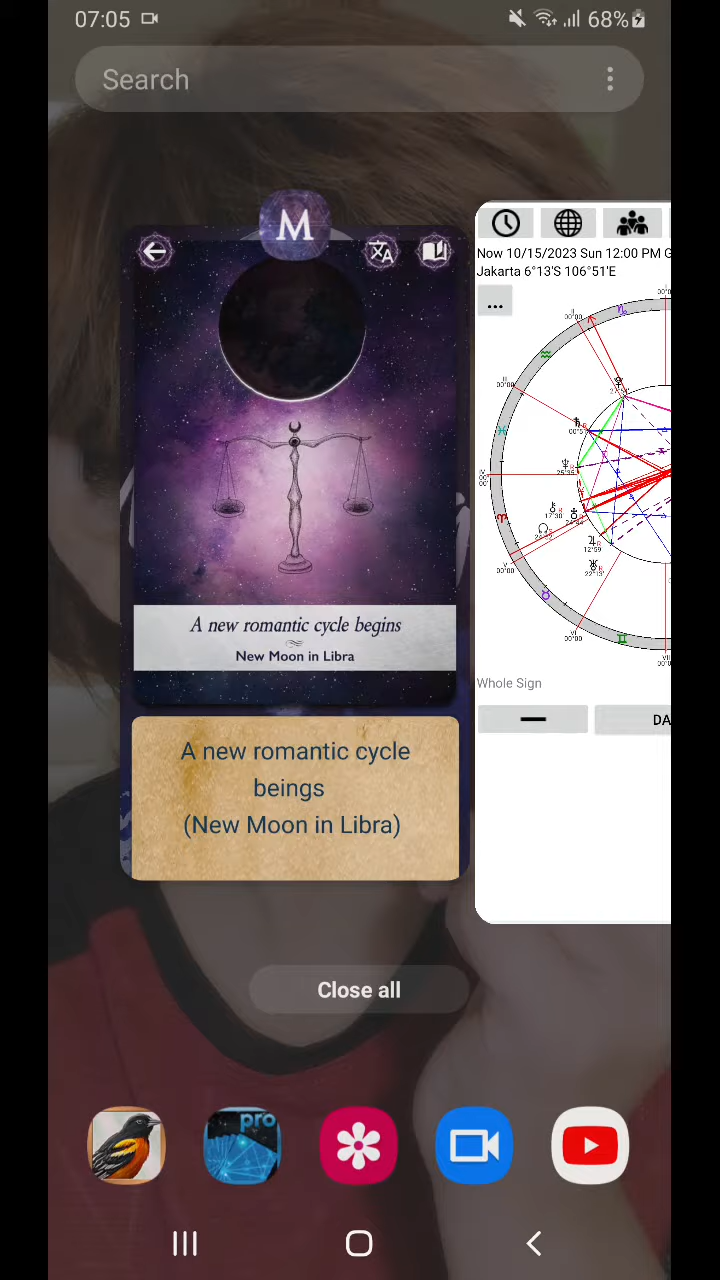 07:05
68%
Search
M
A new romantic cycle begins
New Moon in Libra
A new romantic cycle
beings
(New Moon in Libra)
Now 10/15/2023 Sun 12:00 PM G
Jakarta 6°13'S 106°51'E
...
Whole Sign
DA
Close all
pro